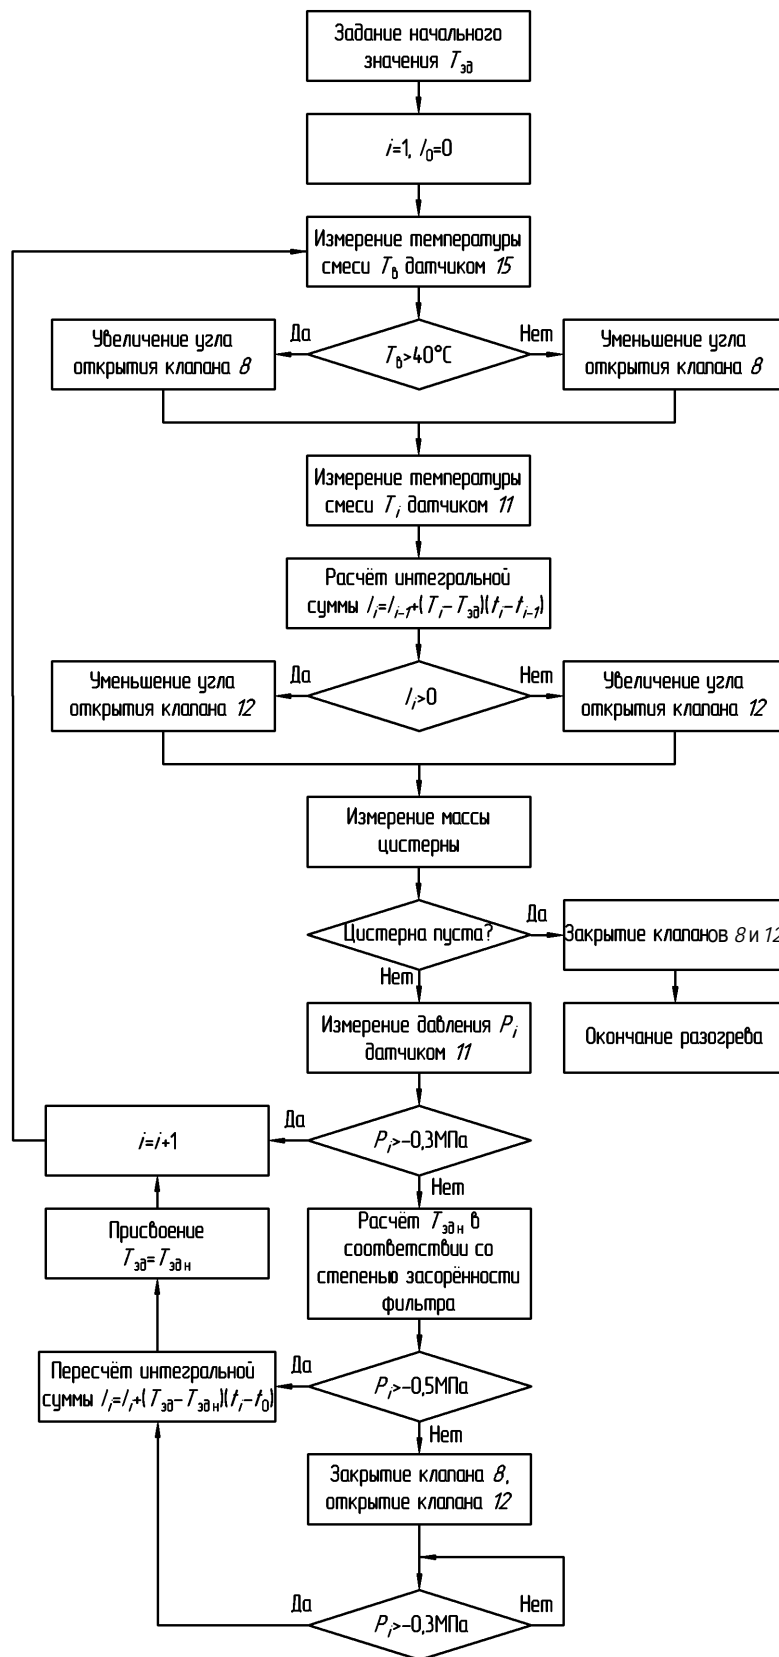 Задание начального
значения Tзд
i=1, I0=0
Измерение температуры
смеси Tв датчиком 15
Да
Нет
Увеличение угла
открытия клапана 8
Tв>40°C
Уменьшение угла
открытия клапана 8
Измерение температуры
смеси Ti датчиком 11
Расчёт интегральной
суммы Ii=Ii-1+(Ti-Tзд)(ti-ti-1)
Да
Нет
Уменьшение угла
открытия клапана 12
Ii>0
Увеличение угла
открытия клапана 12
Измерение массы
цистерны
Цистерна пуста?
Да
Закрытие клапанов 8 и 12
Нет
Измерение давления Pi
датчиком 11
Окончание разогрева
Да
i=i+1
Pi>-0,3МПа
Нет
Присвоение
Tзд=Tзд н
Расчёт Tзд н в
соответствии со
степенью засорённости
фильтра
Пересчёт интегральной
суммы Ii=Ii+(Tзд-Tзд н)(ti-t0)
Да
Pi>-0,5МПа
Нет
Закрытие клапана 8,
открытие клапана 12
Да
Pi>-0,3МПа
Нет